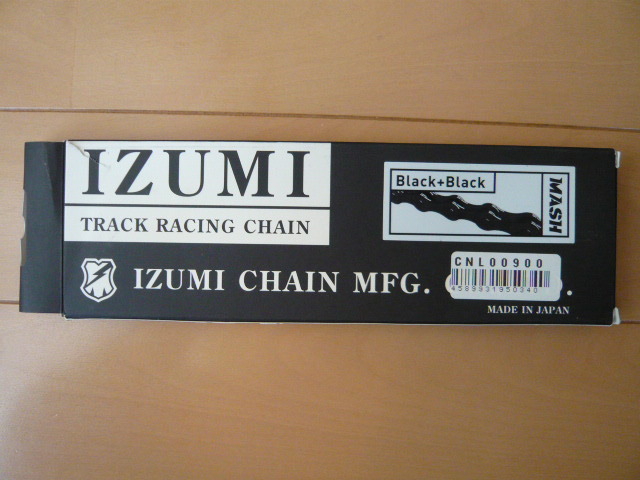 IZUMI
TRACK RACING CHAIN
Black+Black
MASH
IZUMI CHAIN MFG.
CNL00900
MADE IN JAPAN